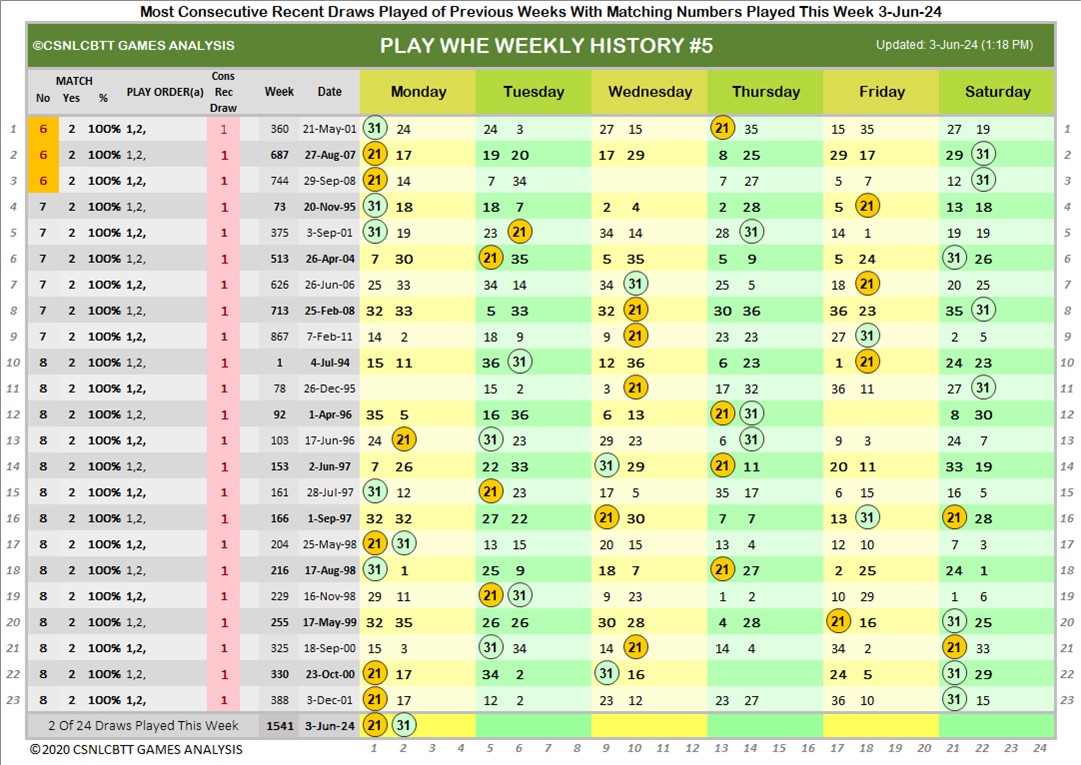 Most Consecutive Recent Draws Played of Previous Weeks With Matching Numbers Played This Week 3-Jun-24
©CSNLCBTT GAMES ANALYSIS PLAY WHE WEEKLY HISTORY #5 Updated: 3-Jun-24 (1:18 PM)
No MATCH Yes % PLAY ORDER(a) Cons Rec Draw Week Date Monday Tuesday Wednesday Thursday Friday Saturday
1 6 2 100% 1,2, 1 360 21-May-01 31 24 24 3 27 15 21 35 15 35 27 19 1
2 6 2 100% 1,2, 1 687 27-Aug-07 21 17 19 20 17 29 8 25 29 17 29 31 2
3 6 2 100% 1,2, 1 744 29-Sep-08 21 14 7 34 7 27 5 7 12 31 3
4 7 2 100% 1,2, 1 73 20-Nov-95 31 18 18 7 2 4 2 28 5 21 13 18 4
5 7 2 100% 1,2, 1 375 3-Sep-01 31 19 23 21 34 14 28 31 14 1 19 19 5
6 7 2 100% 1,2, 1 513 26-Apr-04 7 30 21 35 5 35 5 9 5 24 31 26 6
7 7 2 100% 1,2, 1 626 26-Jun-06 25 33 34 14 34 31 25 5 18 21 20 25 7
8 7 2 100% 1,2, 1 713 25-Feb-08 32 33 5 33 32 21 30 36 36 23 35 31 8
9 7 2 100% 1,2, 1 867 7-Feb-11 14 2 18 9 9 21 23 23 27 31 2 5 9
10 8 2 100% 1,2, 1 1 4-Jul-94 15 11 36 31 12 36 6 23 1 21 24 23 10
11 8 2 100% 1,2, 1 78 26-Dec-95 15 2 3 21 17 32 36 11 27 31 11
12 8 2 100% 1,2, 1 92 1-Apr-96 35 5 16 36 6 13 21 31 8 30 12
13 8 2 100% 1,2, 1 103 17-Jun-96 24 21 31 23 29 23 6 31 9 3 24 7 13
14 8 2 100% 1,2, 1 153 2-Jun-97 7 26 22 33 31 29 21 11 20 11 33 19 14
15 8 2 100% 1,2, 1 161 28-Jul-97 31 12 21 23 17 5 35 17 6 15 16 5 15
16 8 2 100% 1,2, 1 166 1-Sep-97 32 32 27 22 21 30 7 7 13 31 21 28 16
17 8 2 100% 1,2, 1 204 25-May-98 21 31 13 15 20 15 13 4 12 10 7 3 17
18 8 2 100% 1,2, 1 216 17-Aug-98 31 1 25 9 18 7 21 27 2 25 24 1 18
19 8 2 100% 1,2, 1 229 16-Nov-98 29 11 21 31 9 23 1 2 10 29 1 6 19
20 8 2 100% 1,2, 1 255 17-May-99 32 35 26 26 30 28 4 28 21 16 31 25 20
21 8 2 100% 1,2, 1 325 18-Sep-00 15 3 31 34 14 21 14 4 34 2 21 33 21
22 8 2 100% 1,2, 1 330 23-Oct-00 21 17 34 2 31 16 24 5 31 29 22
23 8 2 100% 1,2, 1 388 3-Dec-01 21 17 12 2 23 12 23 27 36 10 31 15 23
2 Of 24 Draws Played This Week 1541 3-Jun-24 21 31
©2020 CSNLCBTT GAMES ANALYSIS 1 2 3 4 5 6 7 8 9 10 11 12 13 14 15 16 17 18 19 20 21 22 23 24